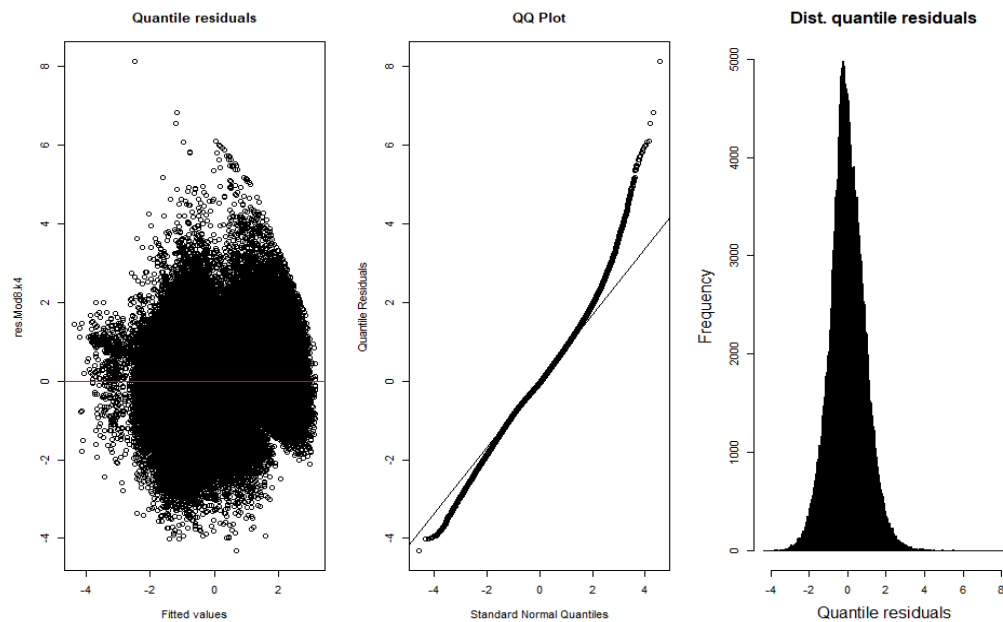 Quantile residuals
res.Mod8.k4
8
6
4
2
0
-2
-4
-4 -2 0 2
Fitted values
QQ Plot
Quantile Residuals
8
6
4
2
0
-2
-4
-4 -2 0 2 4
Standard Normal Quantiles
Dist. quantile residuals
Frequency
5000
4000
3000
2000
1000
0
-4 -2 0 2 4 6 8
Quantile residuals